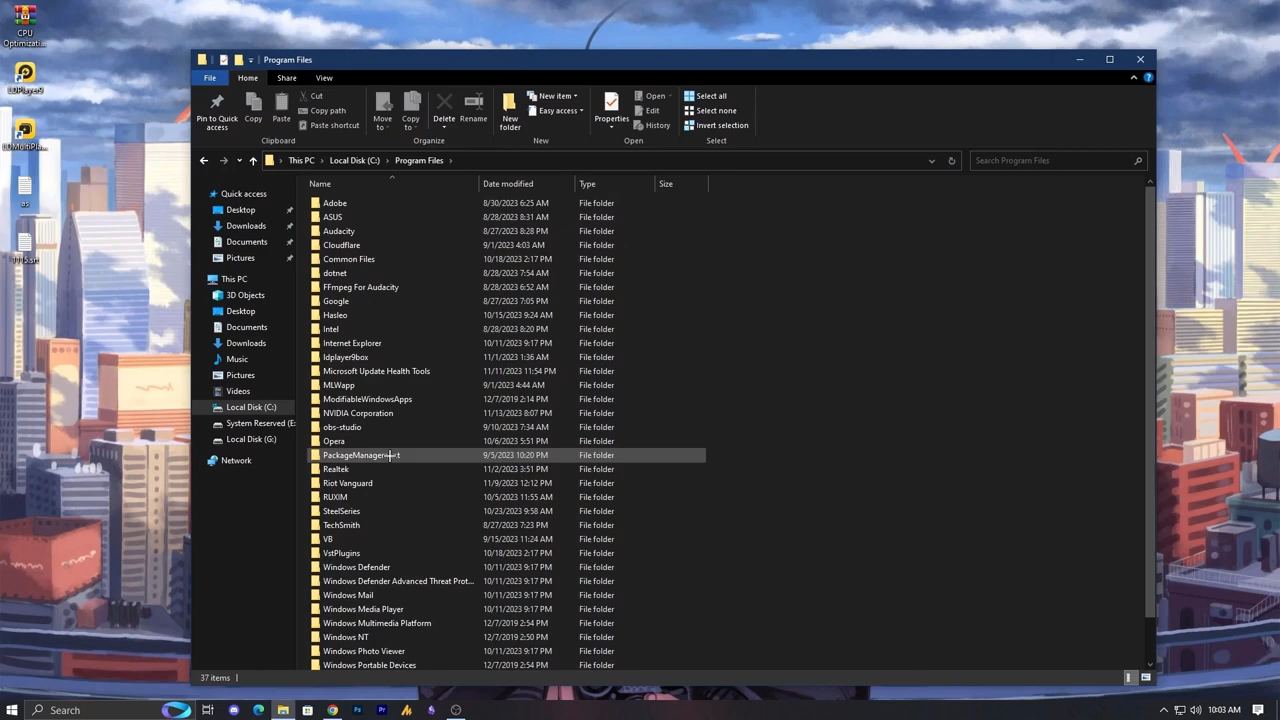 CPU
Optimizati...
LDPlayer9
LDMultiPla...
as
1115.srt
Program Files
File
Home
Share
View
Pin to Quick
access
Copy
Paste
Cut
Copy path
Paste shortcut
Clipboard
Move
to
Copy
to
Delete
Rename
Organize
New
folder
New item
Easy access
New
Properties
Open
Edit
History
Open
Select all
Select none
Invert selection
Select
This PC
Local Disk (C:)
Program Files
Search Program Files
Quick access
Desktop
Downloads
Documents
Pictures
This PC
3D Objects
Desktop
Documents
Downloads
Music
Pictures
Videos
Local Disk (C:)
System Reserved (E:
Local Disk (G:)
Network
Name Date modified Type Size
Adobe 8/30/2023 6:25 AM File folder
ASUS 8/28/2023 8:31 AM File folder
Audacity 8/27/2023 8:28 PM File folder
Cloudflare 9/1/2023 4:03 AM File folder
Common Files 10/18/2023 2:17 PM File folder
dotnet 8/28/2023 7:54 AM File folder
FFmpeg For Audacity 8/28/2023 6:52 AM File folder
Google 8/27/2023 7:05 PM File folder
Hasleo 10/15/2023 9:24 AM File folder
Intel 8/28/2023 8:20 PM File folder
Internet Explorer 10/11/2023 9:17 PM File folder
ldplayer9box 11/1/2023 1:36 AM File folder
Microsoft Update Health Tools 11/11/2023 11:54 PM File folder
MLWapp 9/1/2023 4:44 AM File folder
ModifiableWindowsApps 12/7/2019 2:14 PM File folder
NVIDIA Corporation 11/13/2023 8:07 PM File folder
obs-studio 9/10/2023 7:34 AM File folder
Opera 10/6/2023 5:51 PM File folder
PackageManagement 9/5/2023 10:20 PM File folder
Realtek 11/2/2023 3:51 PM File folder
Riot Vanguard 11/9/2023 12:12 PM File folder
RUXIM 10/5/2023 11:55 AM File folder
SteelSeries 10/23/2023 9:58 AM File folder
TechSmith 8/27/2023 7:23 PM File folder
VB 9/15/2023 11:24 AM File folder
VstPlugins 10/18/2023 2:17 PM File folder
Windows Defender 10/11/2023 9:17 PM File folder
Windows Defender Advanced Threat Prot... 10/11/2023 9:17 PM File folder
Windows Mail 10/11/2023 9:17 PM File folder
Windows Media Player 10/11/2023 9:17 PM File folder
Windows Multimedia Platform 12/7/2019 2:54 PM File folder
Windows NT 12/7/2019 2:50 PM File folder
Windows Photo Viewer 10/11/2023 9:17 PM File folder
Windows Portable Devices 12/7/2019 2:54 PM File folder
37 items
Search
10:03 AM